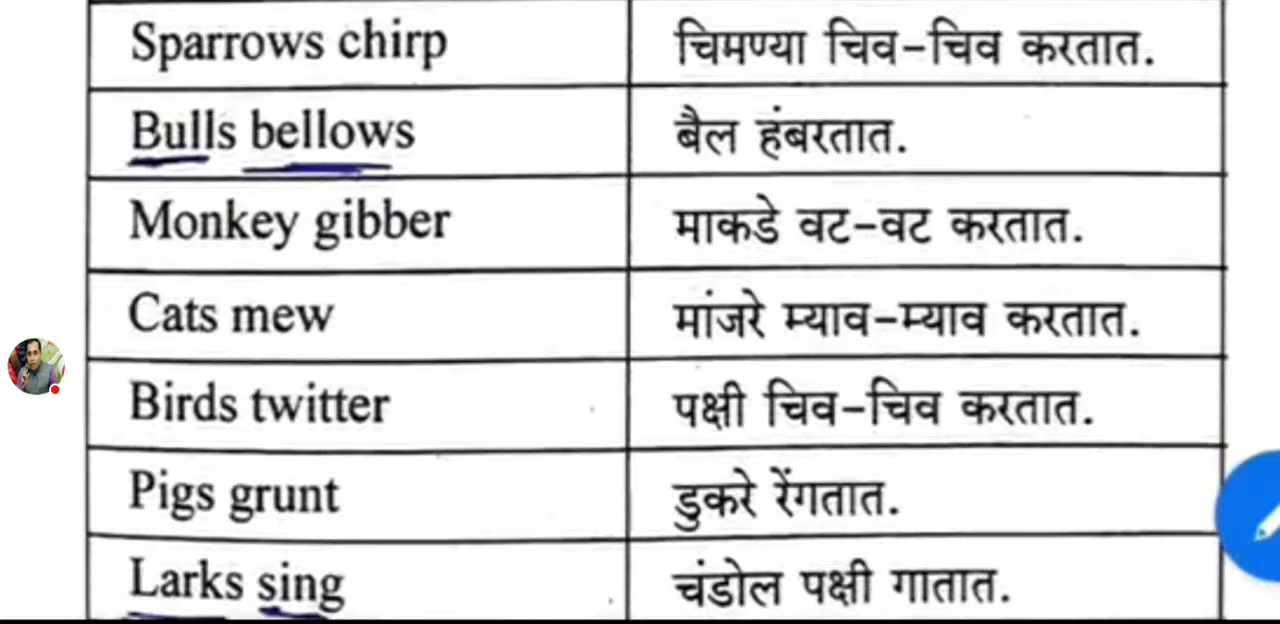 Sparrows chirp चिमण्या चिव-चिव करतात.
Bulls bellows बैल हंबरतात.
Monkey gibber माकडे वट-वट करतात.
Cats mew मांजरे म्याव-म्याव करतात.
Birds twitter पक्षी चिव-चिव करतात.
Pigs grunt डुकरे रेंगतात.
Larks sing चंडोल पक्षी गातात.